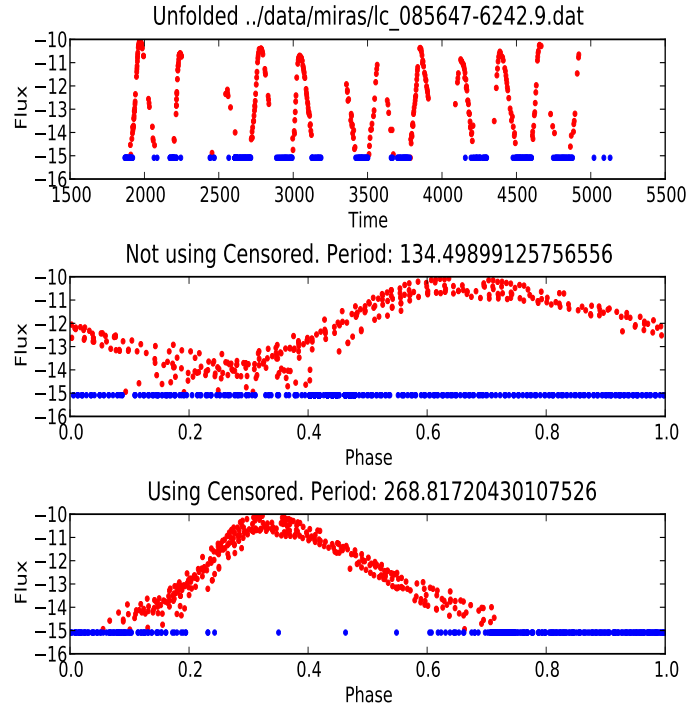 Unfolded ../data/miras/lc_085647-6242.9.dat
−10
−11
−12
−13
−14
−15
−16
Flux
1500 2000 2500 3000 3500 4000 4500 5000 5500
Time
Not using Censored. Period: 134.49899125756556
−10
−11
−12
−13
−14
−15
−16
Flux
0.0 0.2 0.4 0.6 0.8 1.0
Phase
Using Censored. Period: 268.81720430107526
−10
−11
−12
−13
−14
−15
−16
Flux
0.0 0.2 0.4 0.6 0.8 1.0
Phase